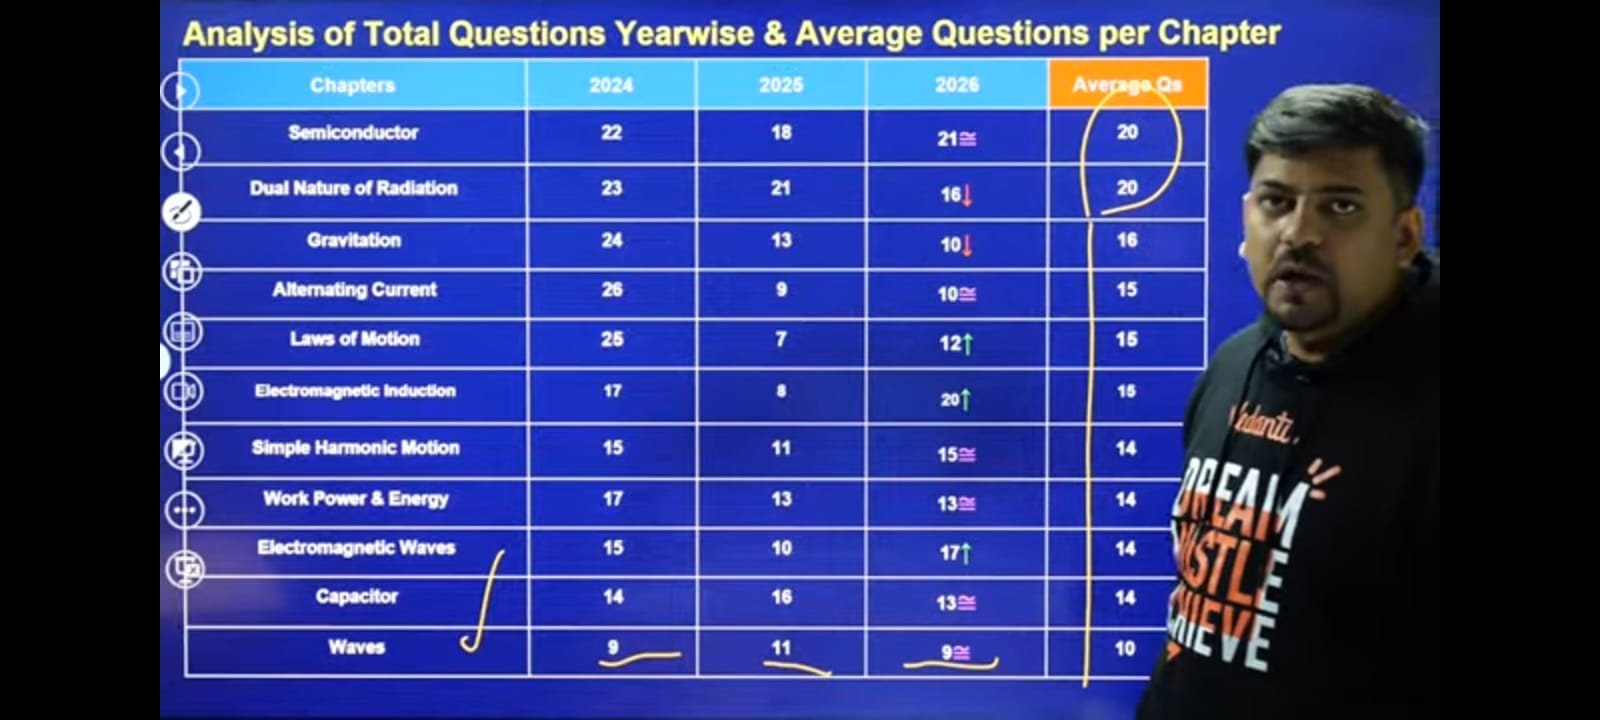 Analysis of Total Questions Yearwise & Average Questions per Chapter
Chapters 2024 2025 2026 Average Qs
Semiconductor 22 18 21≅ 20
Dual Nature of Radiation 23 21 16↓ 20
Gravitation 24 13 10↓ 16
Alternating Current 26 9 10≅ 15
Laws of Motion 25 7 12↑ 15
Electromagnetic Induction 17 8 20↑ 15
Simple Harmonic Motion 15 11 15≅ 14
Work Power & Energy 17 13 13≅ 14
Electromagnetic Waves 15 10 17↑ 14
Capacitor 14 16 13≅ 14
Waves 9 11 9≅ 10